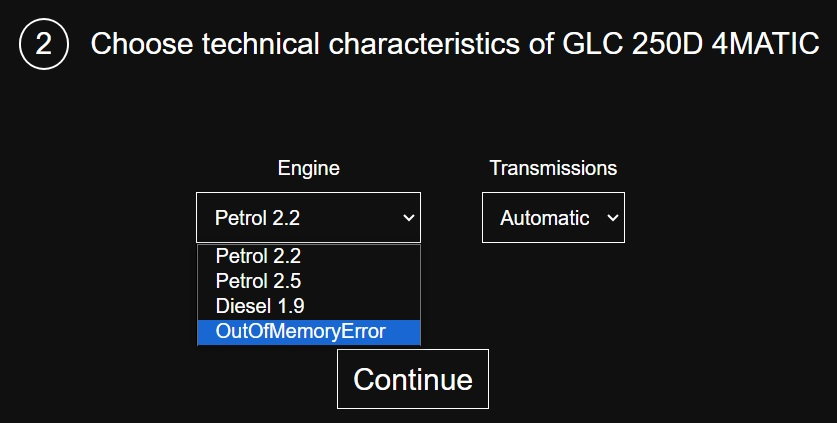 2 Choose technical characteristics of GLC 250D 4MATIC
Engine
Transmissions
Petrol 2.2
Automatic
Petrol 2.2
Petrol 2.5
Diesel 1.9
OutOfMemoryError
Continue